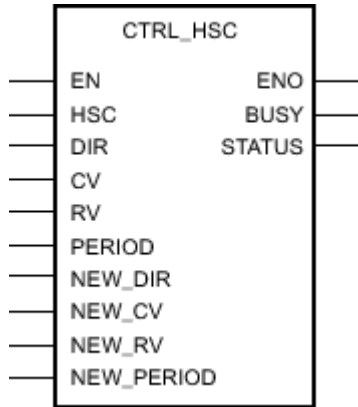 CTRL_HSC
EN ENO
HSC BUSY
DIR STATUS
CV
RV
PERIOD
NEW_DIR
NEW_CV
NEW_RV
NEW_PERIOD